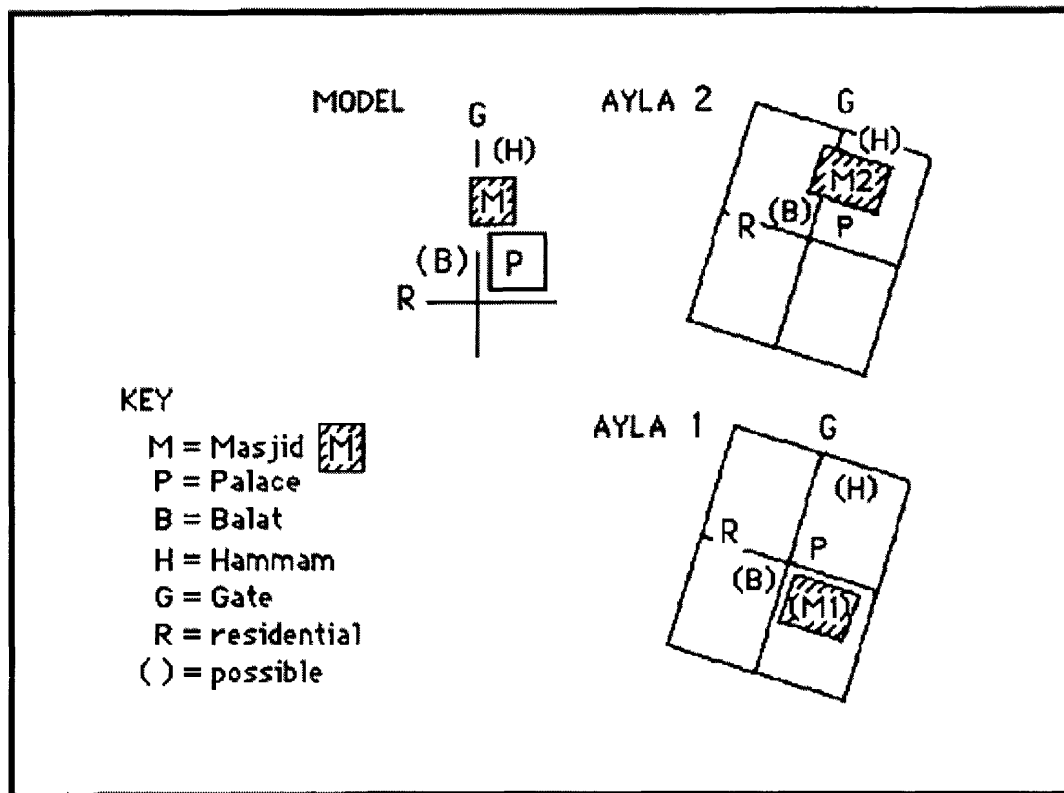 MODEL
G
(H)
M
(B)
P
R
AYLA 2
G
(H)
M2
(B)
R
P
KEY
M = Masjid M
P = Palace
B = Balat
H = Hammam
G = Gate
R = residential
( ) = possible
AYLA 1
G
(H)
R
P
(B)
(M1)